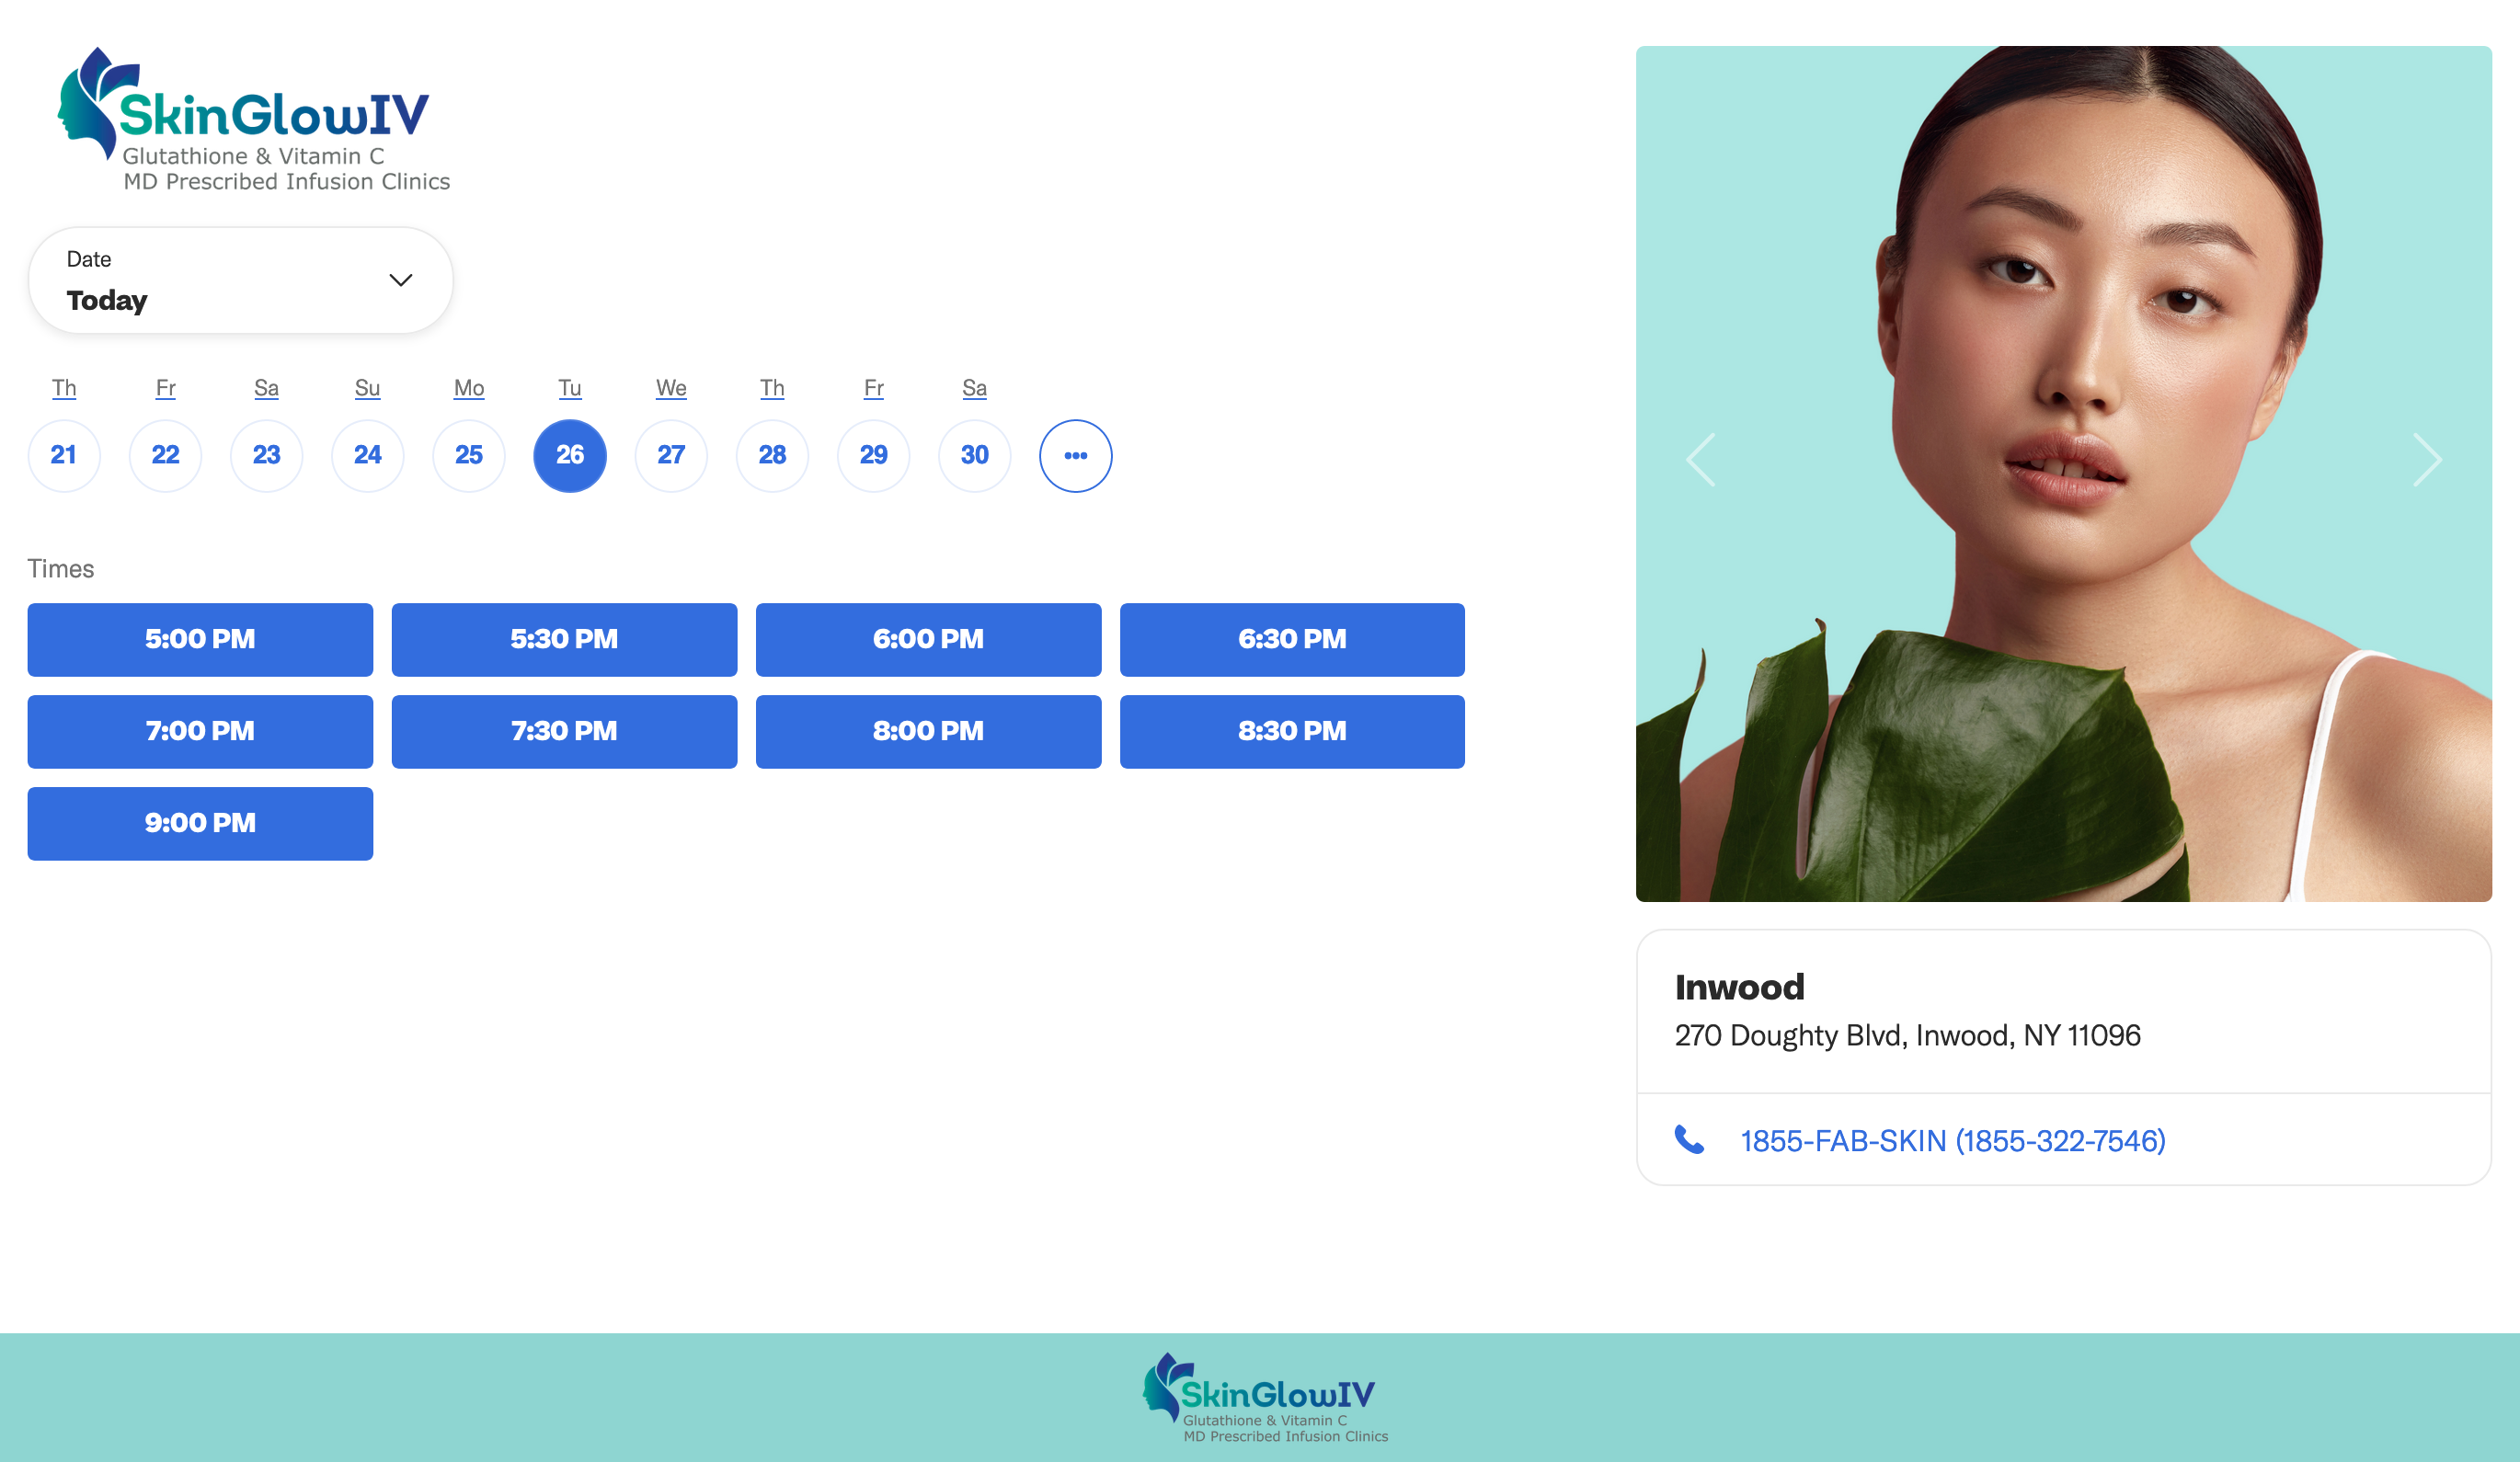 SkinGlowIV
Glutathione & Vitamin C
MD Prescribed Infusion Clinics
Date
Today
Th Fr Sa Su Mo Tu We Th Fr Sa
21 22 23 24 25 26 27 28 29 30 •••
Times
5:00 PM 5:30 PM 6:00 PM 6:30 PM
7:00 PM 7:30 PM 8:00 PM 8:30 PM
9:00 PM
Inwood
270 Doughty Blvd, Inwood, NY 11096
1855-FAB-SKIN (1855-322-7546)
SkinGlowIV
Glutathione & Vitamin C
MD Prescribed Infusion Clinics